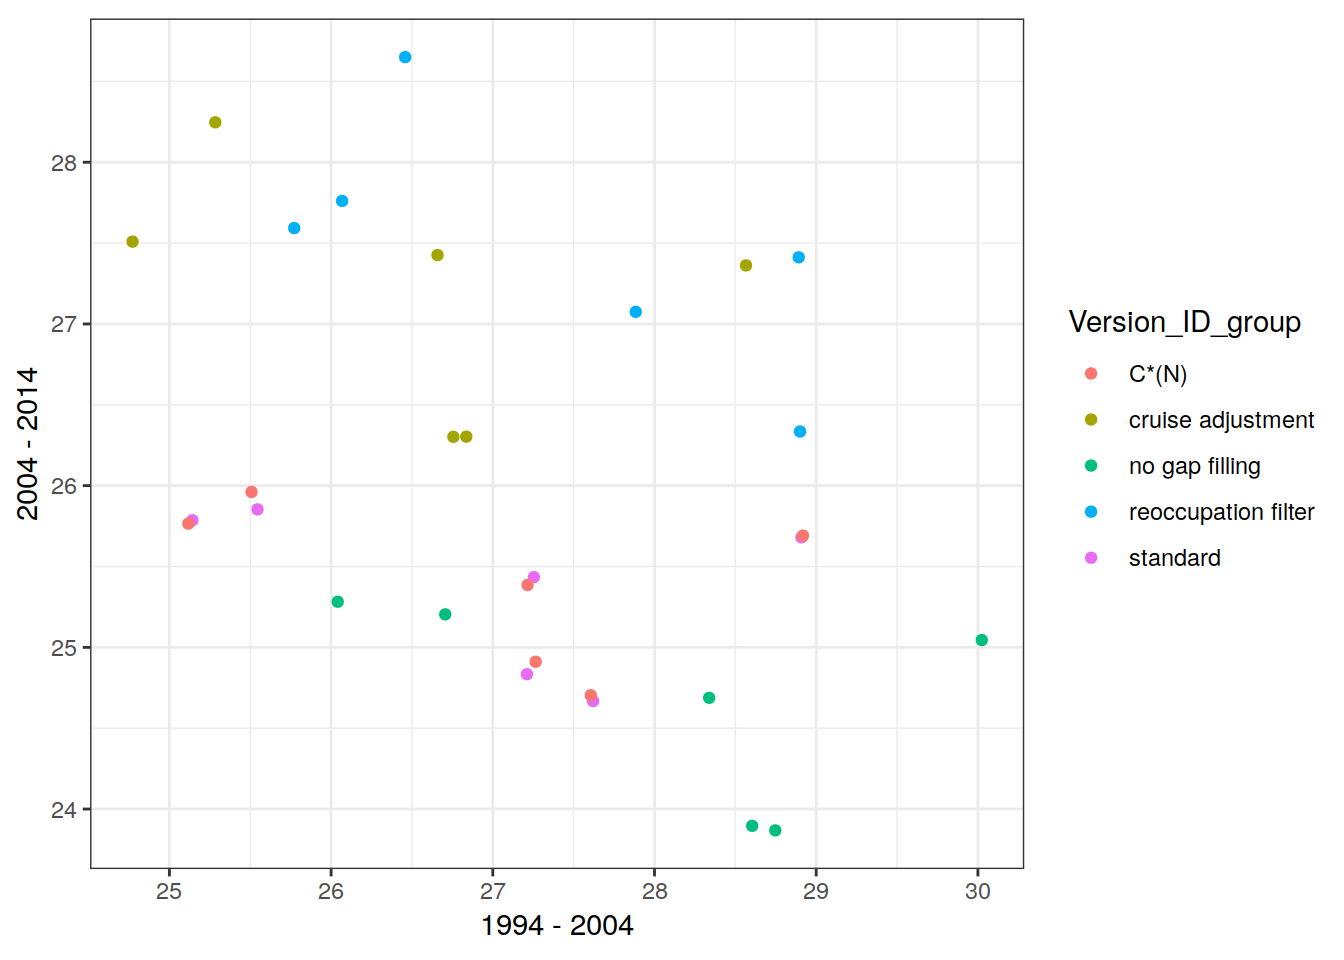 28
27
26
25
24
2004 - 2014
25 26 27 28 29 30
1994 - 2004
Version_ID_group
C*(N)
cruise adjustment
no gap filling
reoccupation filter
standard